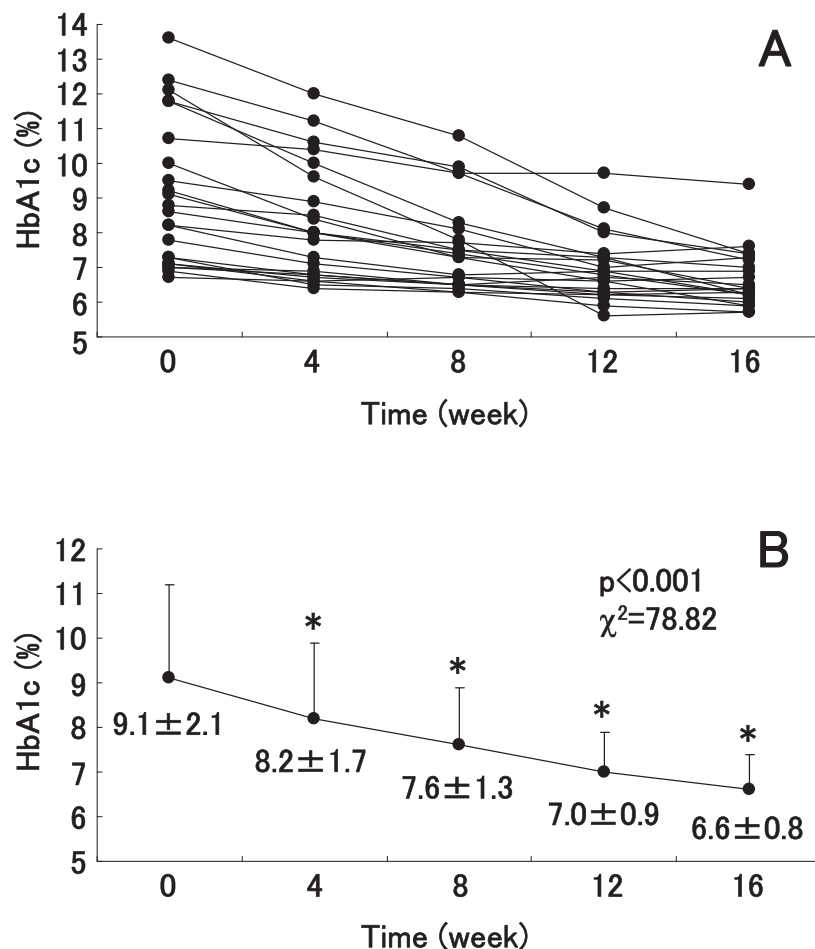 A
HbA1c (%)
14
13
12
11
10
9
8
7
6
5
0 4 8 12 16
Time (week)
B
HbA1c (%)
12
11
10
9
8
7
6
5
p<0.001
χ²=78.82
* * * *
9.1±2.1
8.2±1.7
7.6±1.3
7.0±0.9
6.6±0.8
0 4 8 12 16
Time (week)